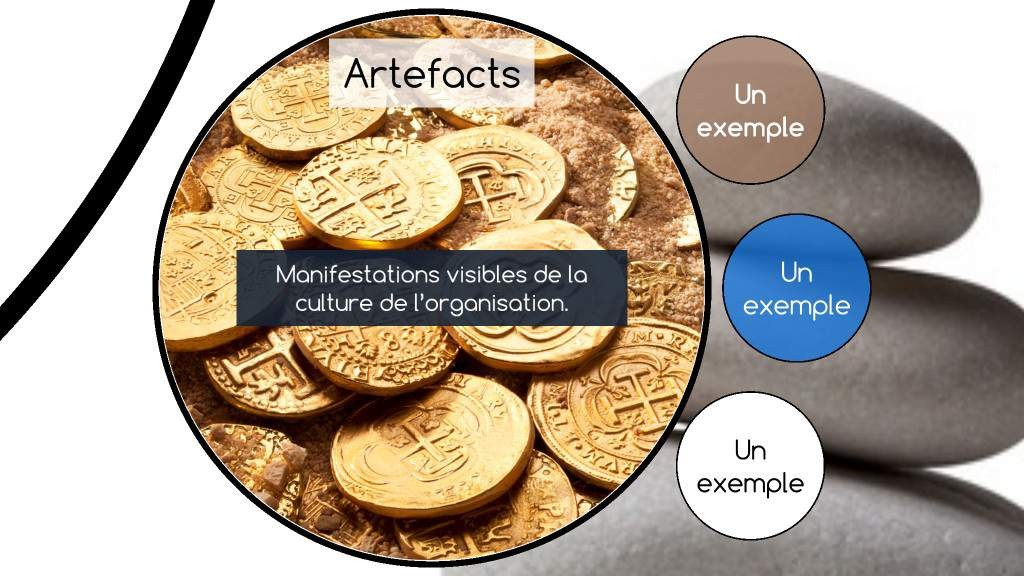 Artefacts
Manifestations visibles de la
culture de l'organisation.
Un
exemple
Un
exemple
Un
exemple